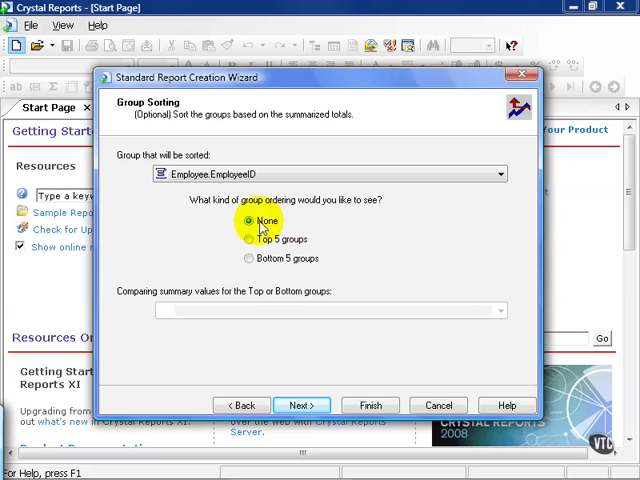 Crystal Reports - [Start Page]
File View Help
Start Page
Getting Start
Your Product
Resources
Type a keyw
Sample Repor
Check for Up
Show online r
Resources On
Go
Getting Start
Reports XI
Upgrading from
out what's new in Crystal Reports XI.
over the web with Crystal Reports
Server.
CRYSTAL REPORTS
2008
VTC
Standard Report Creation Wizard
Group Sorting
(Optional) Sort the groups based on the summarized totals.
Group that will be sorted:
Employee.EmployeeID
What kind of group ordering would you like to see?
None
Top 5 groups
Bottom 5 groups
Comparing summary values for the Top or Bottom groups:
< Back Next > Finish Cancel Help
For Help, press F1